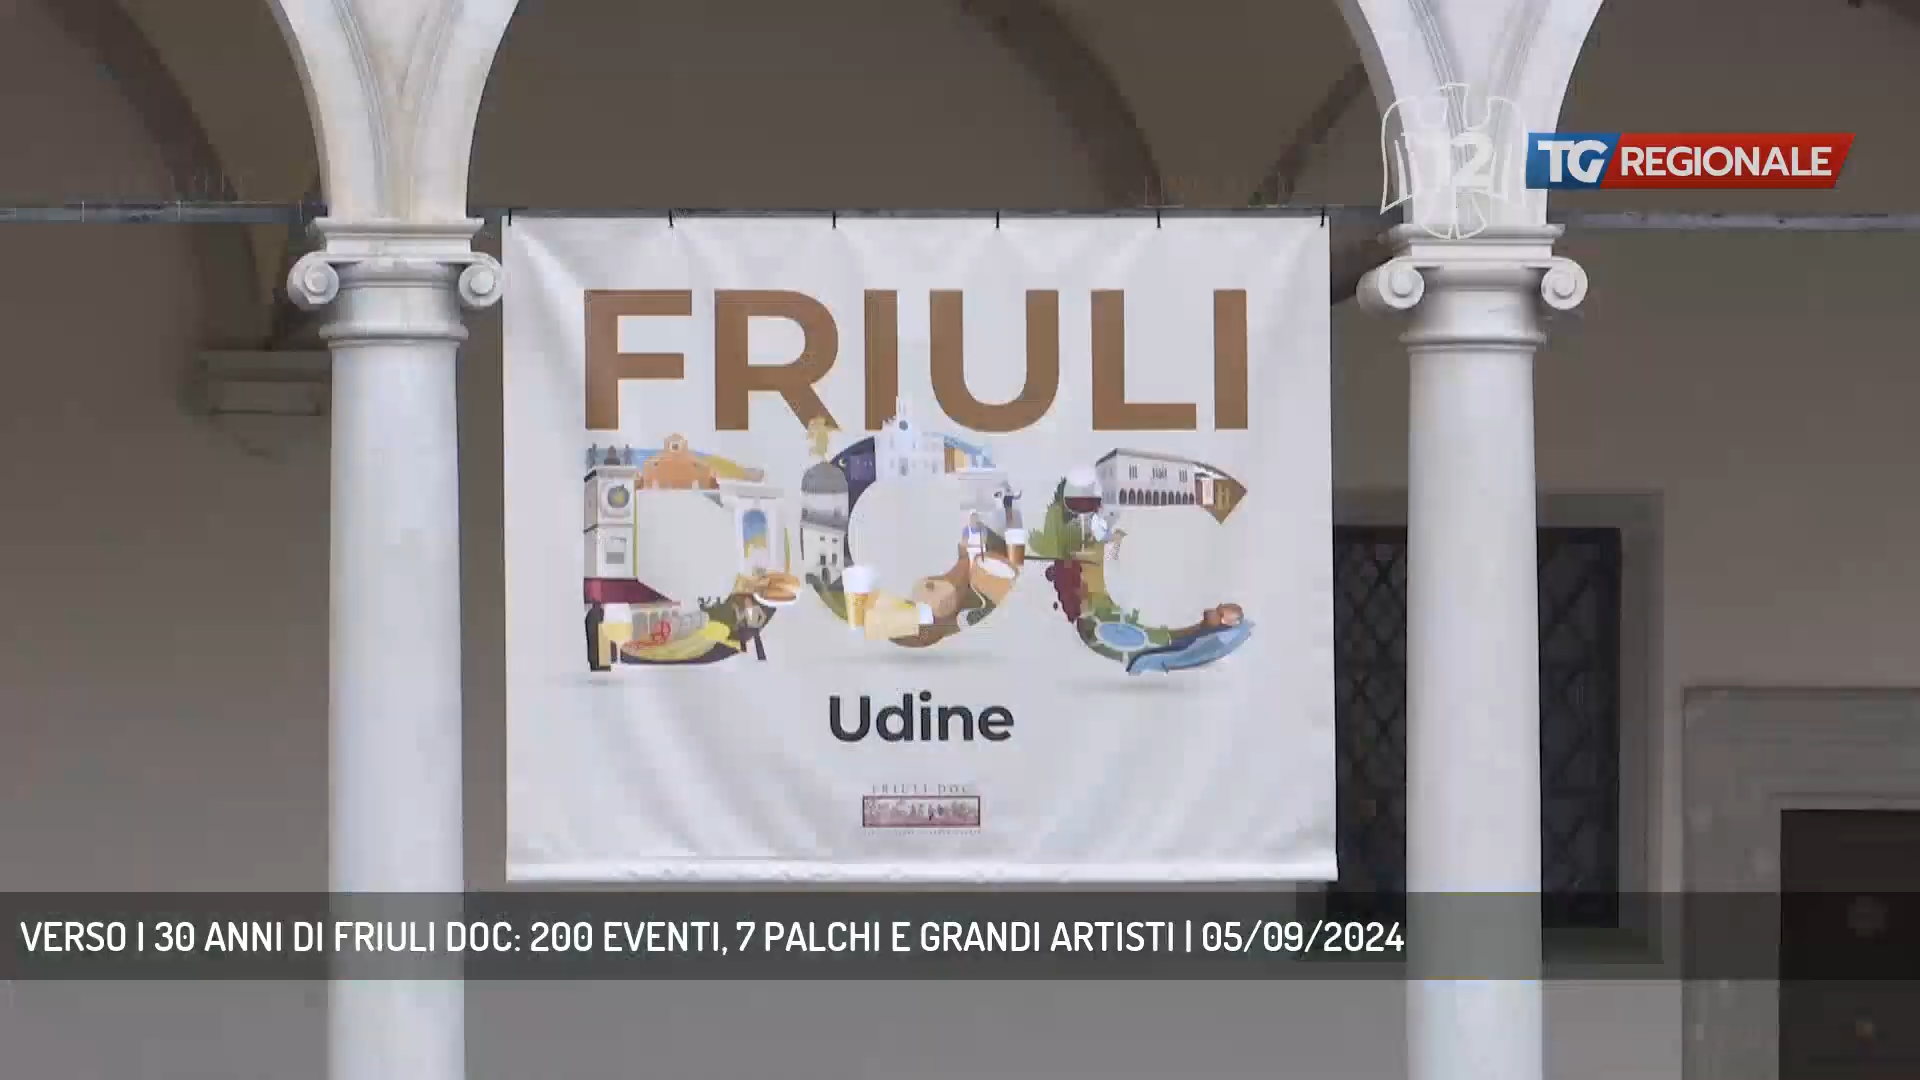 12
TG REGIONALE
FRIULI
DOC
Udine
FRIULI DOC
VERSO I 30 ANNI DI FRIULI DOC: 200 EVENTI, 7 PALCHI E GRANDI ARTISTI | 05/09/2024